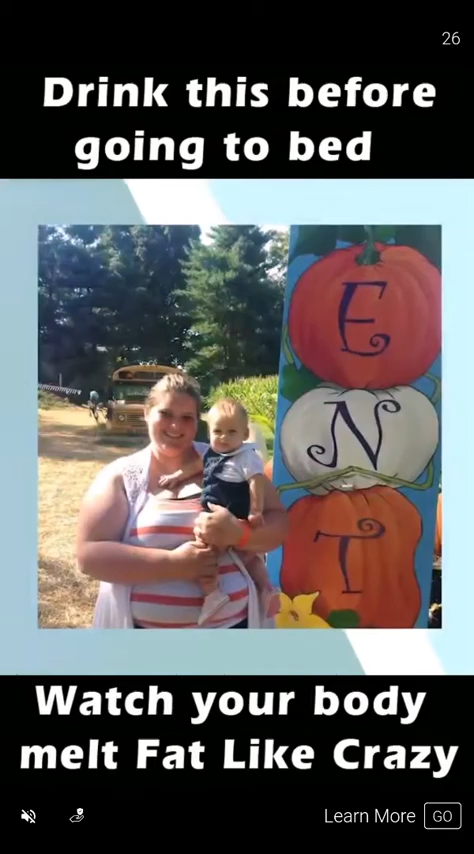 26
Drink this before
going to bed
E
N
T
Watch your body
melt Fat Like Crazy
Learn More GO